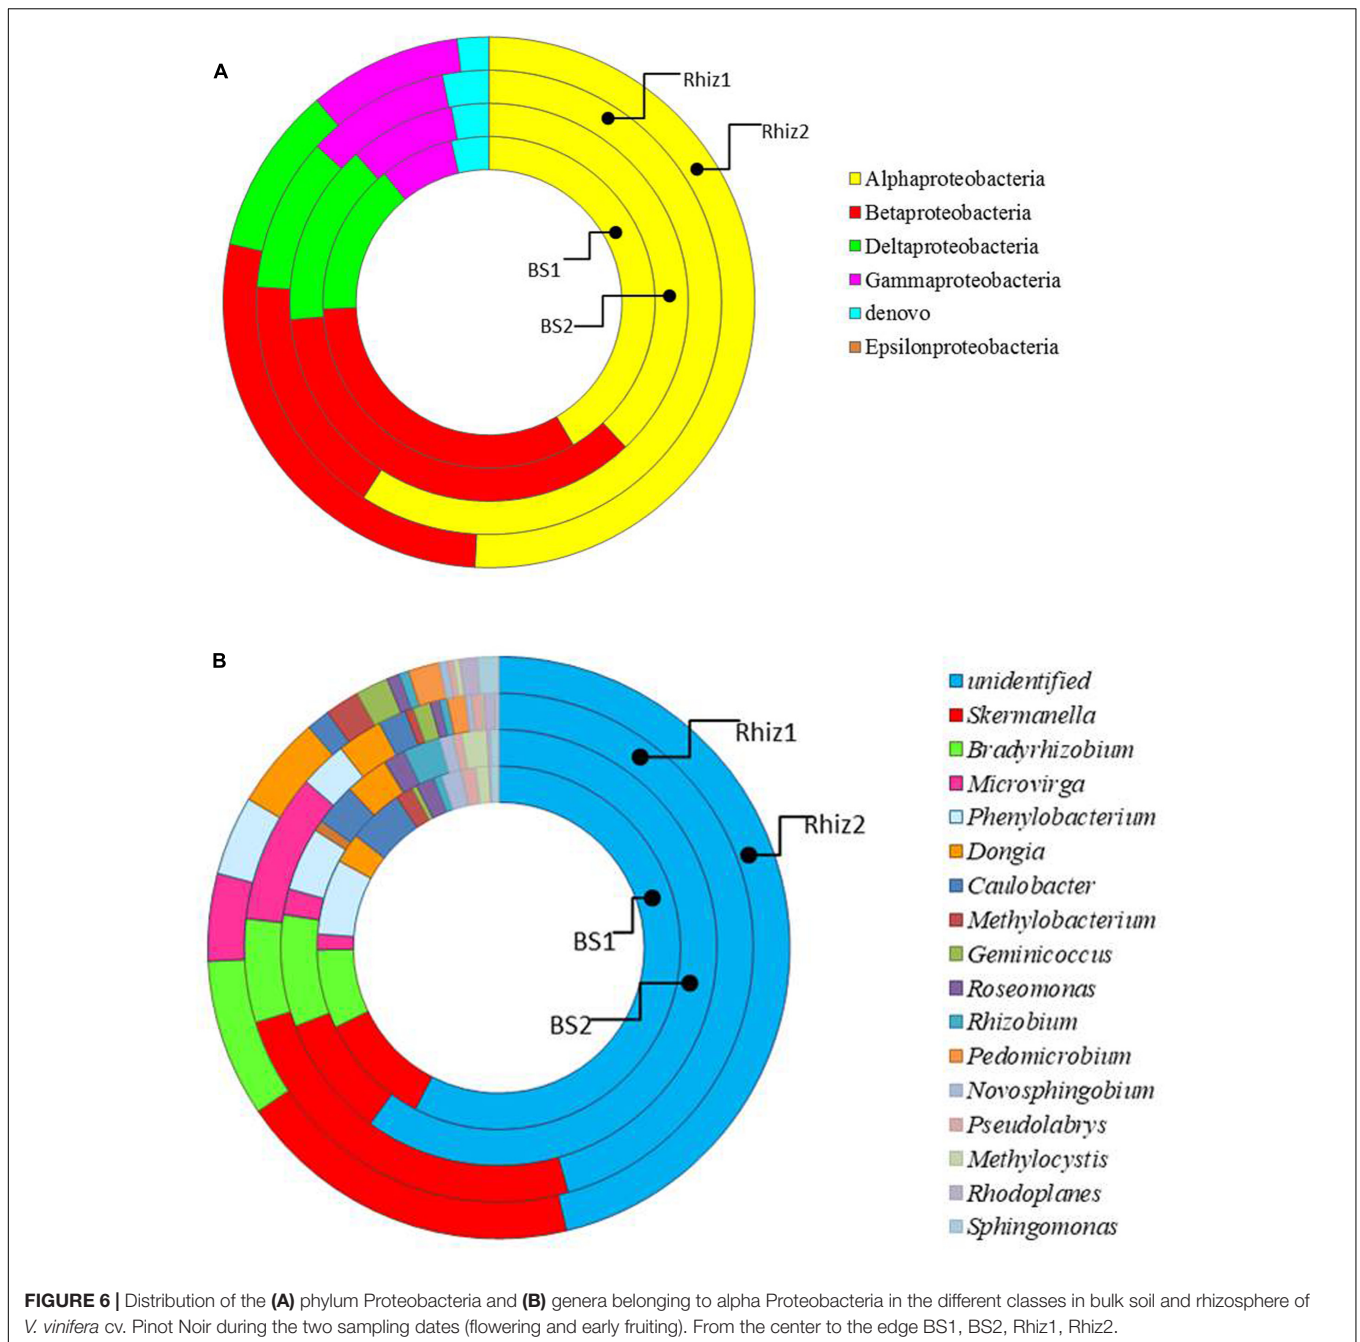 A
Rhiz1
Rhiz2
BS1
BS2
Alphaproteobacteria
Betaproteobacteria
Deltaproteobacteria
Gammaproteobacteria
denovo
Epsilonproteobacteria
B
Rhiz1
Rhiz2
BS1
BS2
unidentified
Skermanella
Bradyrhizobium
Microvirga
Phenylobacterium
Dongia
Caulobacter
Methylobacterium
Geminicoccus
Roseomonas
Rhizobium
Pedomicrobium
Novosphingobium
Pseudolabrys
Methylocystis
Rhodoplanes
Sphingomonas
FIGURE 6 | Distribution of the (A) phylum Proteobacteria and (B) genera belonging to alpha Proteobacteria in the different classes in bulk soil and rhizosphere of
V. vinifera cv. Pinot Noir during the two sampling dates (flowering and early fruiting). From the center to the edge BS1, BS2, Rhiz1, Rhiz2.